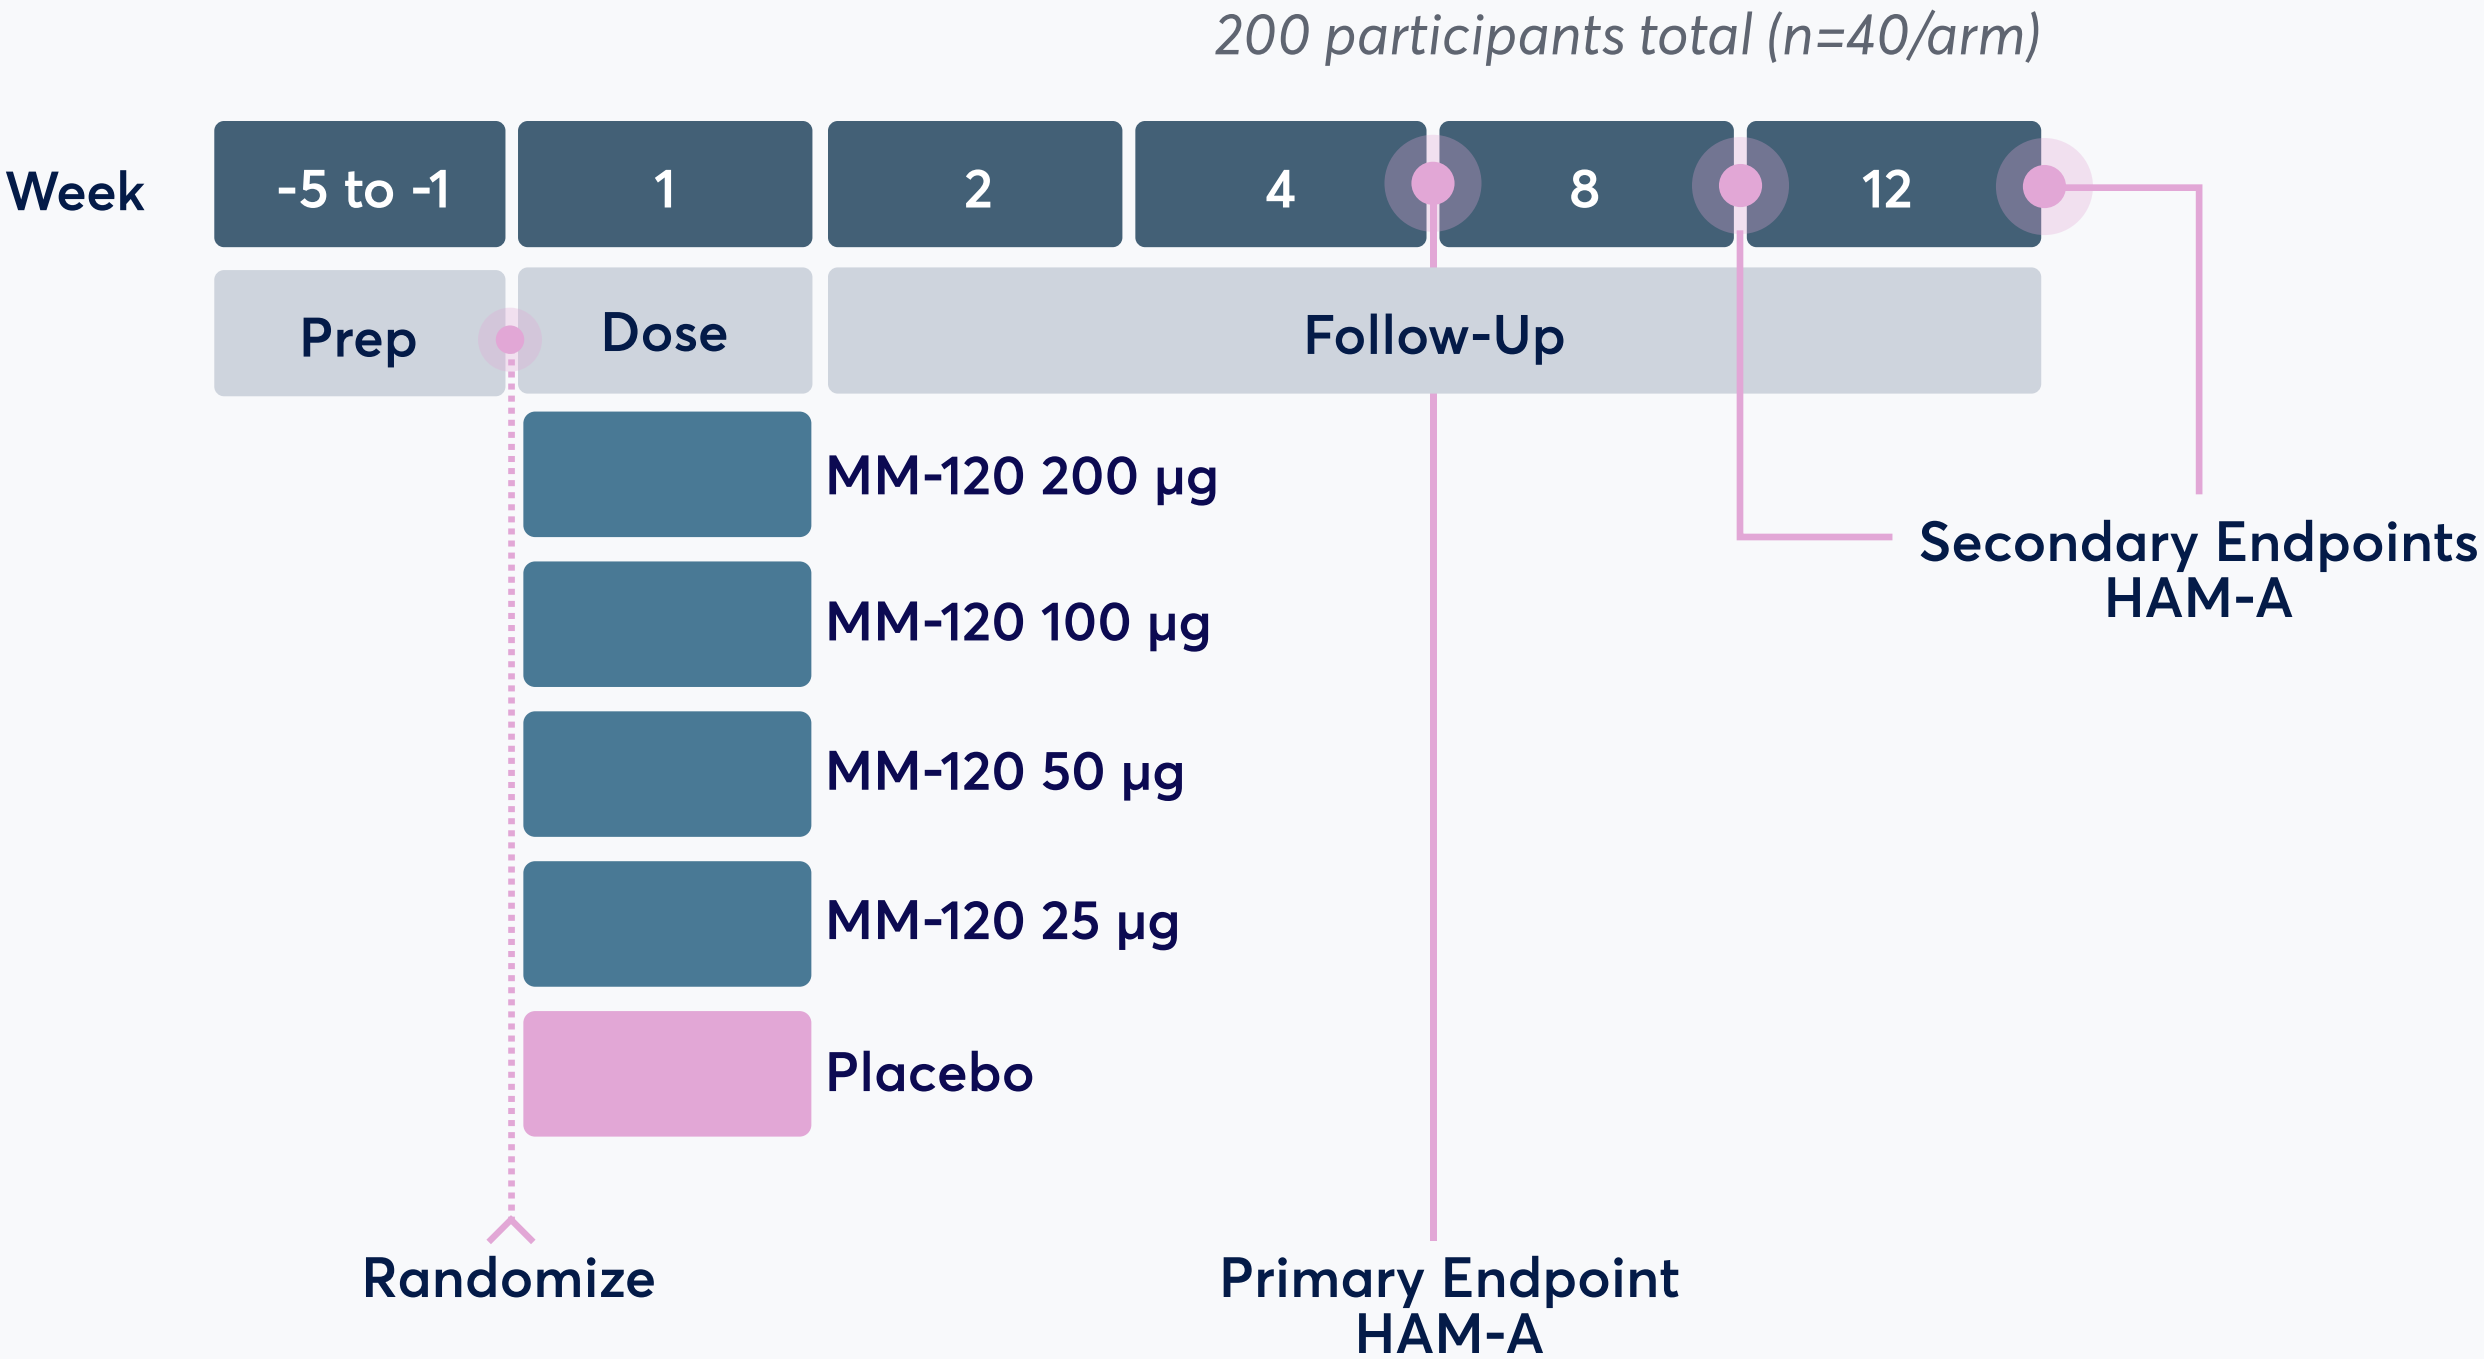 200 participants total (n=40/arm)
Week
-5 to -1
1
2
4
8
12
Prep
Dose
Follow-Up
MM-120 200 µg
MM-120 100 µg
MM-120 50 µg
MM-120 25 µg
Placebo
Secondary Endpoints
HAM-A
Randomize
Primary Endpoint
HAM-A